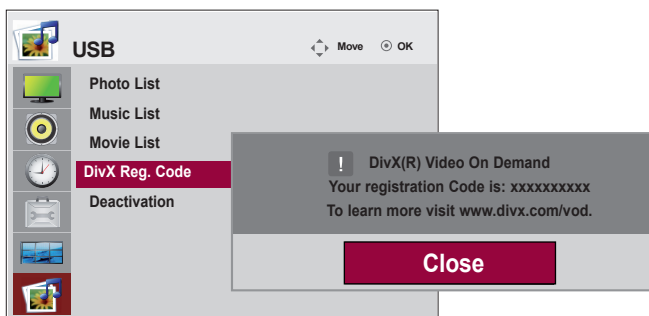 USB
Move OK
Photo List
Music List
Movie List
DivX Reg. Code
Deactivation
! DivX(R) Video On Demand
Your registration Code is: xxxxxxxxxx
To learn more visit www.divx.com/vod.
Close